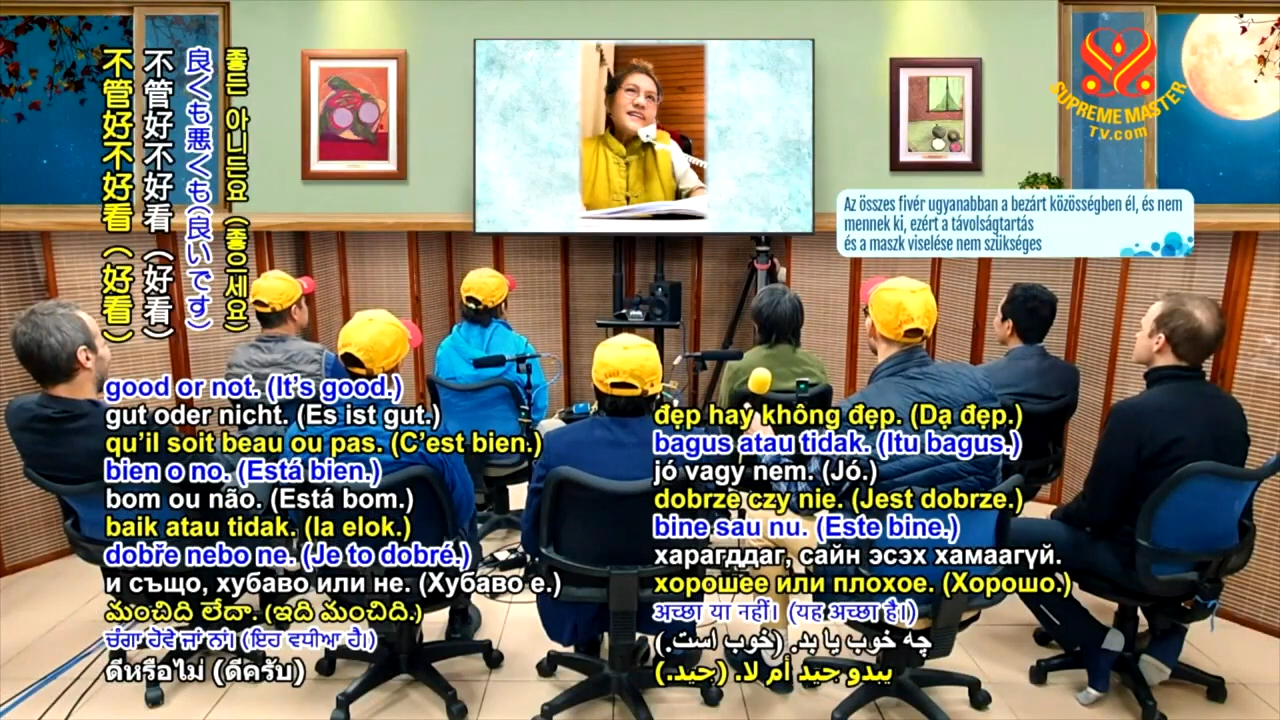 不管好不好看（好看）
不管好不好看（好看）
良くも悪くも(良いです)
좋든 아니든요 (좋으세요)
SUPREME MASTER
TV.com
Az összes fivér ugyanabban a bezárt közösségben él, és nem
mennek ki, ezért a távolságtartás
és a maszk viselése nem szükséges
good or not. (It's good.)
gut oder nicht. (Es ist gut.)
qu'il soit beau ou pas. (C'est bien.)
bien o no. (Está bien.)
bom ou não. (Está bom.)
baik atau tidak. (Ia elok.)
dobře nebo ne. (Je to dobré.)
и също, хубаво или не. (Хубаво е.)
మంచిది లేదా. (ఇది మంచిది.)
ਚੰਗਾ ਹੋਵੇ ਜਾਂ ਨਾਂ। (ਇਹ ਵਧੀਆ ਹੈ।)
ดีหรือไม่ (ดีครับ)
đẹp hay không đẹp. (Dạ đẹp.)
bagus atau tidak. (Itu bagus.)
jó vagy nem. (Jó.)
dobrze czy nie. (Jest dobrze.)
bine sau nu. (Este bine.)
харагддаг, сайн эсэх хамаагүй.
хорошее или плохое. (Хорошо.)
अच्छा या नहीं। (यह अच्छा है।)
چه خوب یا بد. (خوب است.)
يبدو جيد أم لا. (جيد.)